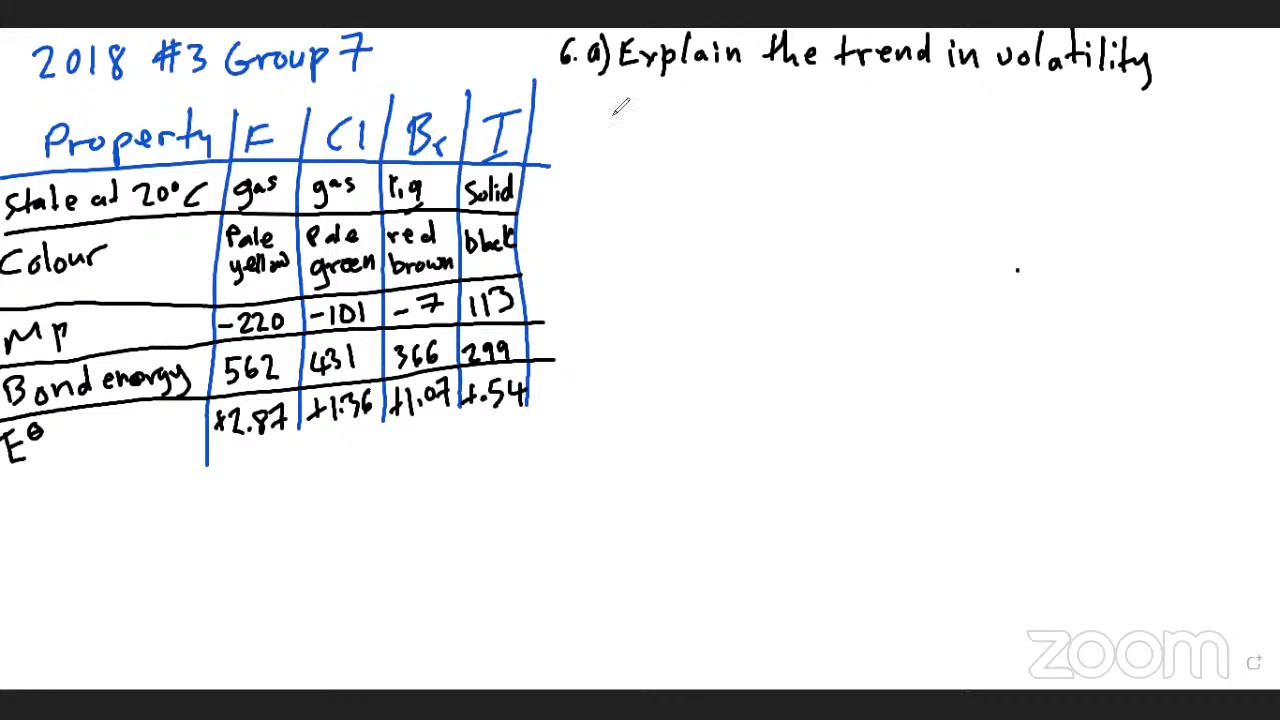 2018 #3 Group 7
6. a) Explain the trend in volatility
Property F Cl Br I
State at 20°C gas gas liq solid
Colour Pale yellow Pale green red brown black
Mp -220 -101 -7 113
Bond energy 562 431 366 299
E⊖ +2.87 +1.36 +1.07 +.54
zoom